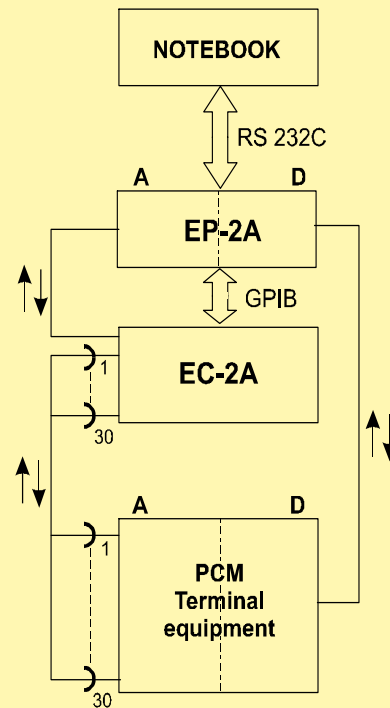 NOTEBOOK
RS 232C
A D
EP-2A
GPIB
EC-2A
1
30
A D
1
PCM
Terminal
equipment
30